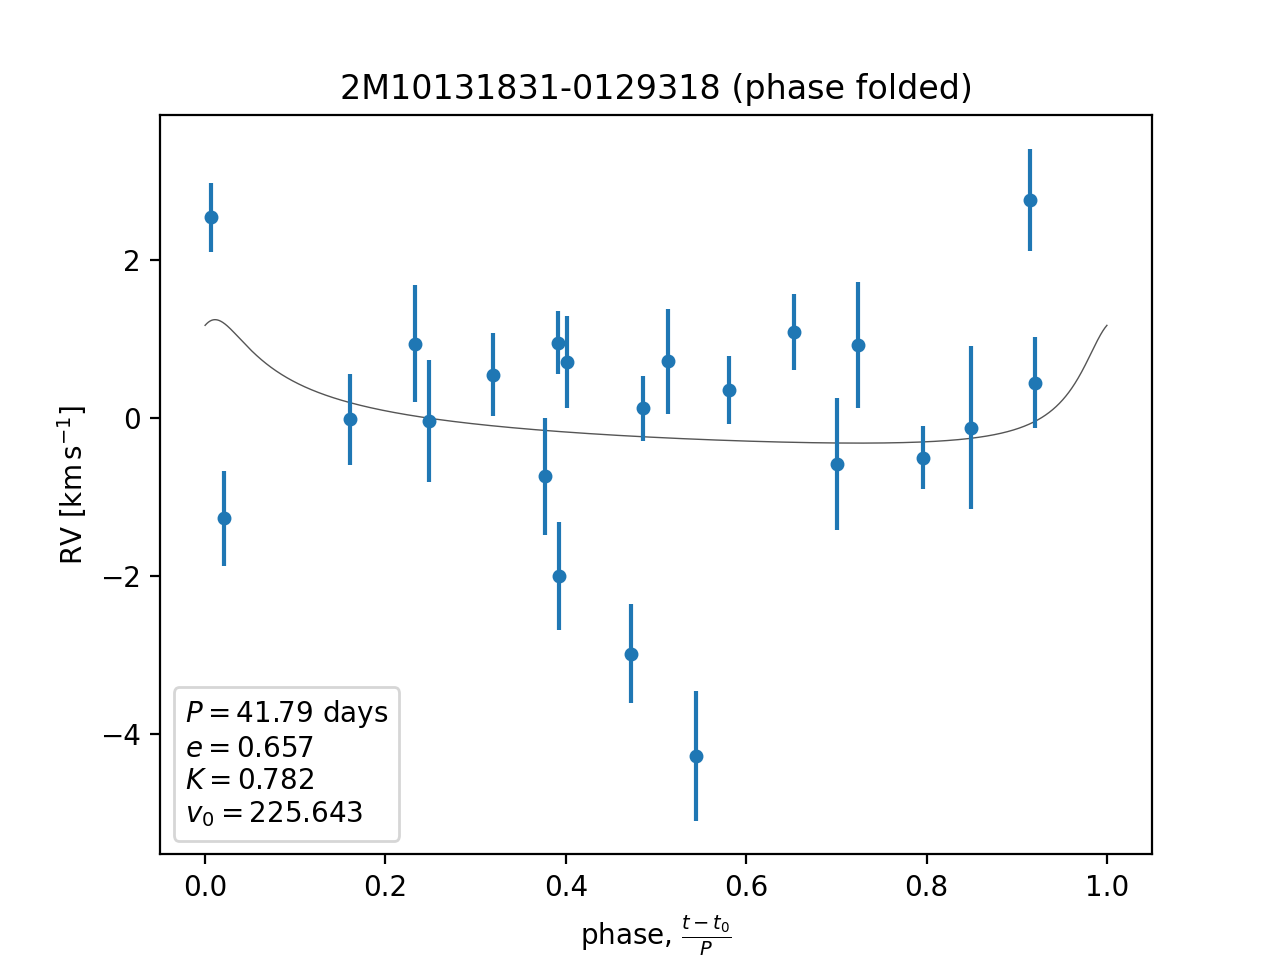 2M10131831-0129318 (phase folded)
RV [km s⁻¹]
2
0
−2
−4
P = 41.79 days
e = 0.657
K = 0.782
v₀ = 225.643
0.0 0.2 0.4 0.6 0.8 1.0
phase, (t − t₀)/P